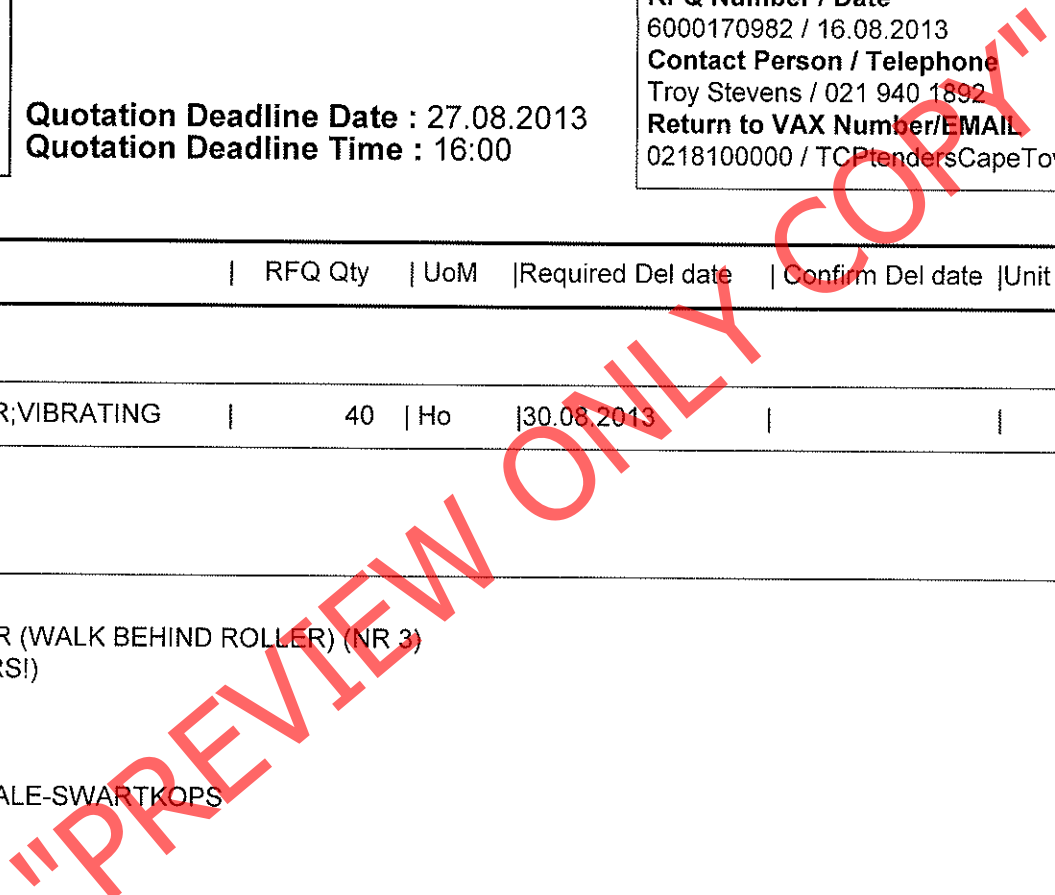 RFQ Number / Date
6000170982 / 16.08.2013
Contact Person / Telephone
Troy Stevens / 021 940 1892
Return to VAX Number/EMAIL
0218100000 / TCPtendersCapeTov
Quotation Deadline Date : 27.08.2013
Quotation Deadline Time : 16:00
| RFQ Qty | UoM |Required Del date | Confirm Del date |Unit
R;VIBRATING | 40 | Ho |30.08.2013 | |
R (WALK BEHIND ROLLER) (NR 3)
RS!)
ALE-SWARTKOPS
"PREVIEW ONLY COPY"